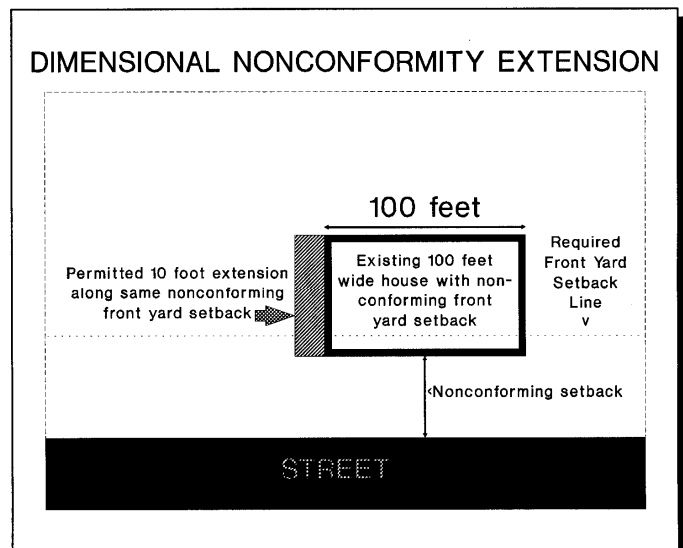 DIMENSIONAL NONCONFORMITY EXTENSION
100 feet
Permitted 10 foot extension
along same nonconforming
front yard setback
Existing 100 feet
wide house with non-
conforming front
yard setback
Required
Front Yard
Setback
Line
v
<Nonconforming setback
STREET